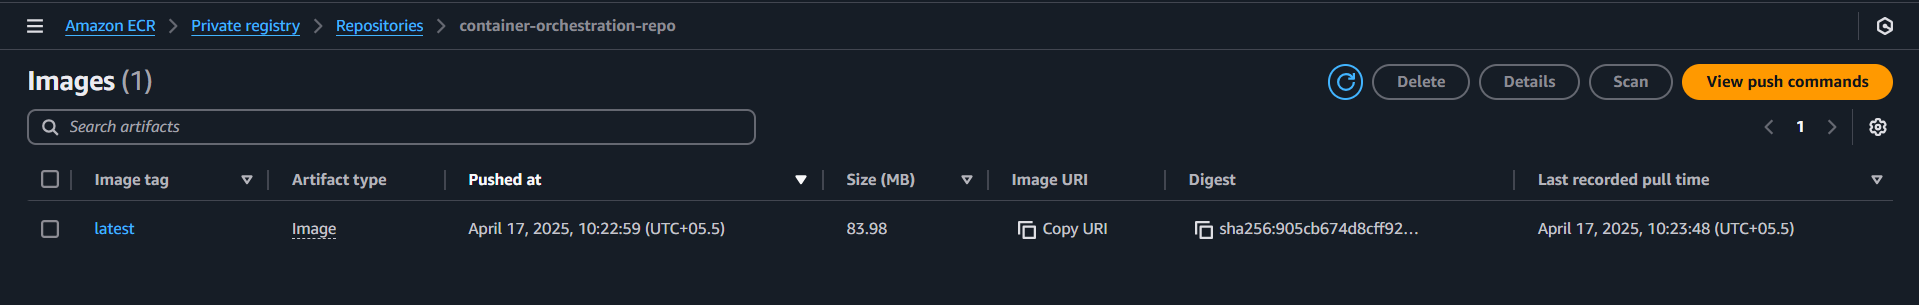 Amazon ECR > Private registry > Repositories > container-orchestration-repo
Images (1)
Delete
Details
Scan
View push commands
Search artifacts
1
Image tag
Artifact type
Pushed at
Size (MB)
Image URI
Digest
Last recorded pull time
latest
Image
April 17, 2025, 10:22:59 (UTC+05.5)
83.98
Copy URI
sha256:905cb674d8cff92...
April 17, 2025, 10:23:48 (UTC+05.5)